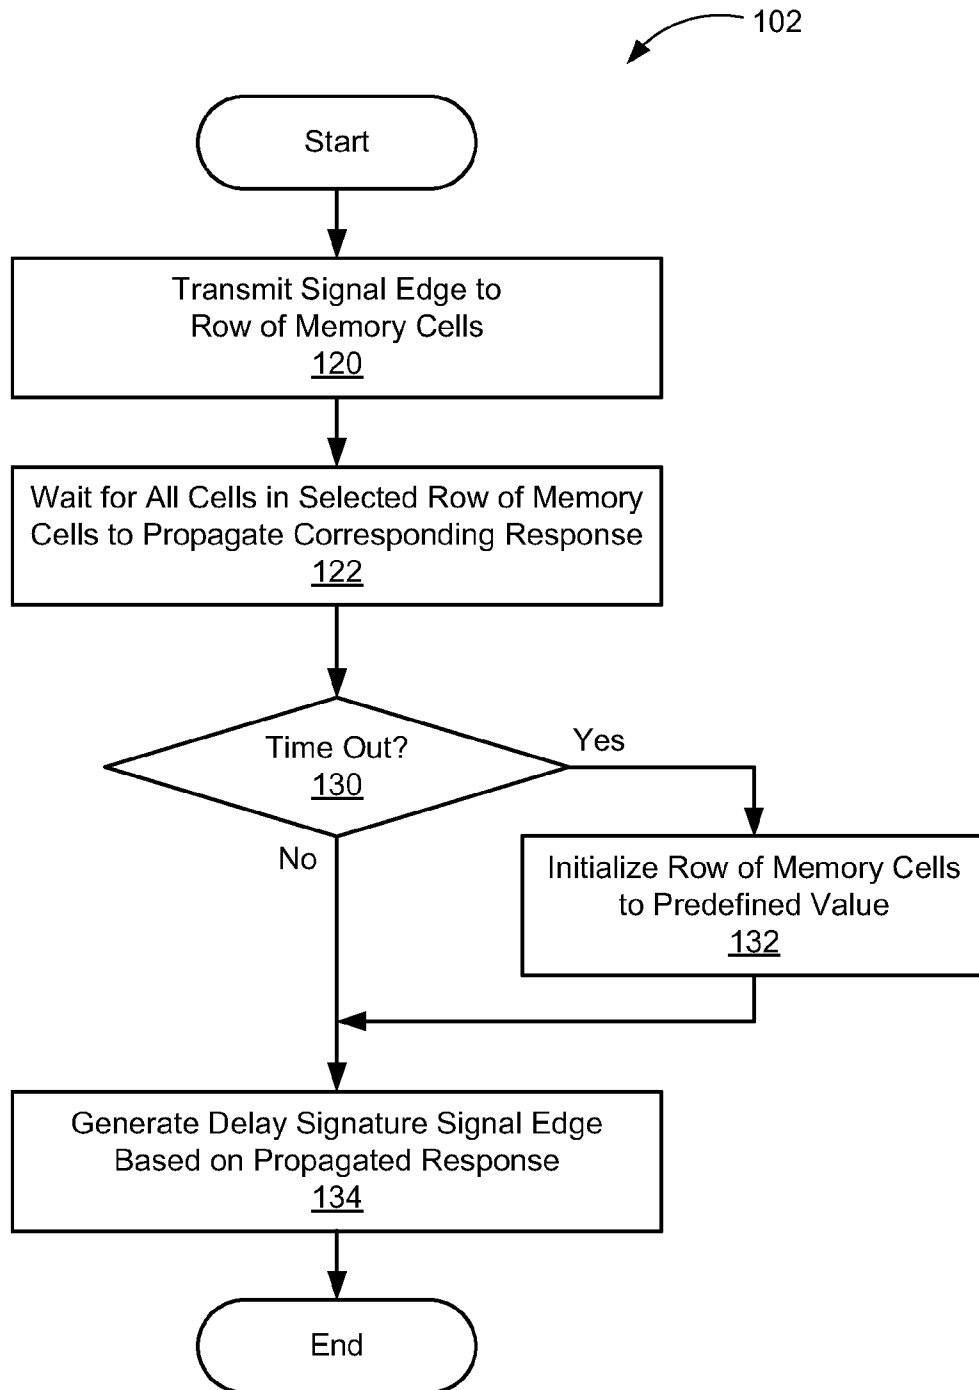 102
Start
Transmit Signal Edge to
Row of Memory Cells
120
Wait for All Cells in Selected Row of Memory
Cells to Propagate Corresponding Response
122
Time Out?
130
Yes
No
Initialize Row of Memory Cells
to Predefined Value
132
Generate Delay Signature Signal Edge
Based on Propagated Response
134
End